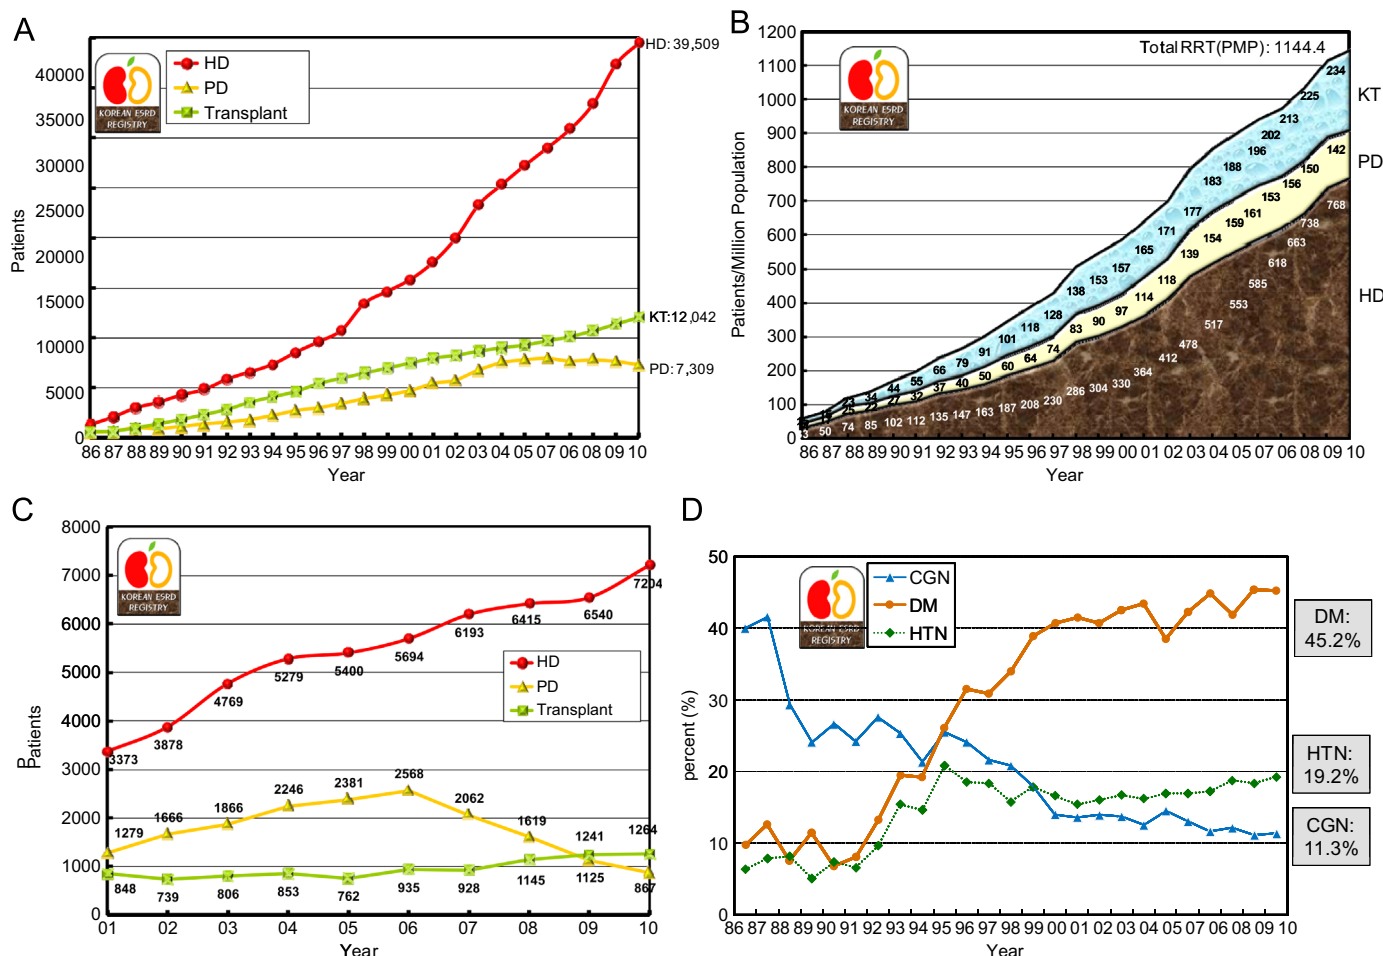 A
HD
PD
Transplant
KOREAN ESRD
REGISTRY
HD: 39,509
KT:12,042
PD: 7,309
40000
35000
30000
25000
20000
15000
10000
5000
0
Patients
86 87 88 89 90 91 92 93 94 95 96 97 98 99 00 01 02 03 04 05 07 06 08 09 10
Year
B
Total RRT(PMP): 1144.4
KOREAN ESRD
REGISTRY
1200
1100
1000
900
800
700
600
500
400
300
200
100
0
Patients/Million Population
KT
PD
HD
23 34 44 55 66 79 91 101 118 128 138 153 157 165 171 177 183 188 196 202 213 225 234
25 22 27 32 37 40 50 60 64 74 83 90 97 114 118 139 154 159 161 153 156 150 142
50 74 85 102 112 135 147 163 187 208 230 286 304 330 364 412 478 517 553 585 618 663 738 768
86 87 88 89 90 91 92 93 94 95 96 97 98 99 00 01 02 03 04 05 06 07 08 09 10
Year
C
KOREAN ESRD
REGISTRY
HD
PD
Transplant
8000
7000
6000
5000
4000
3000
2000
1000
0
Patients
3373 3878 4769 5279 5400 5694 6193 6415 6540 7204
1279 1666 1866 2246 2381 2568 2062 1619 1125 867
848 739 806 853 762 935 928 1145 1241 1264
01 02 03 04 05 06 07 08 09 10
Year
D
KOREAN ESRD
REGISTRY
CGN
DM
HTN
50
40
30
20
10
0
percent (%)
DM:
45.2%
HTN:
19.2%
CGN:
11.3%
86 87 88 89 90 91 92 93 94 95 96 97 98 99 00 01 02 03 04 05 06 07 08 09 10
Year